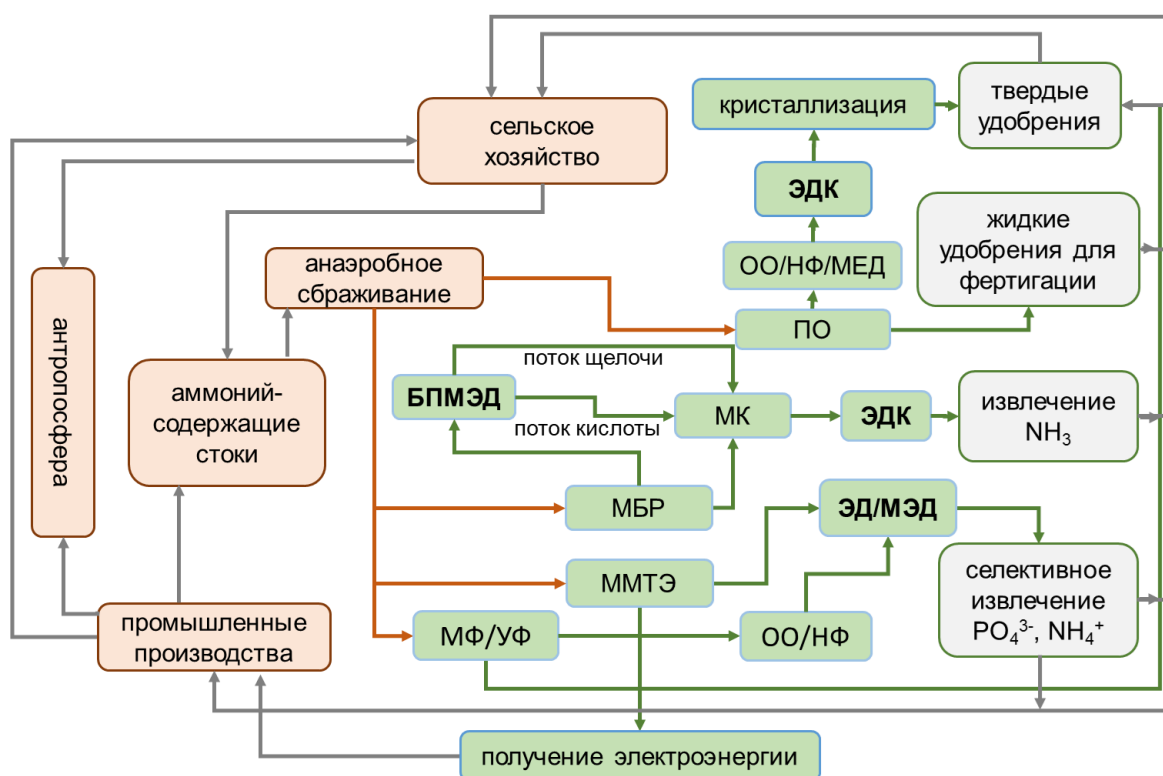 кристаллизация
твердые
удобрения
сельское
хозяйство
ЭДК
жидкие
удобрения для
фертигации
анаэробное
сбраживание
ОО/НФ/МЕД
ПО
антропосфера
аммоний-
содержащие
стоки
поток щелочи
БПМЭД
поток кислоты
МК
ЭДК
извлечение
NH₃
МБР
ЭД/МЭД
ММТЭ
селективное
извлечение
PO₄³⁻, NH₄⁺
промышленные
производства
МФ/УФ
ОО/НФ
получение электроэнергии